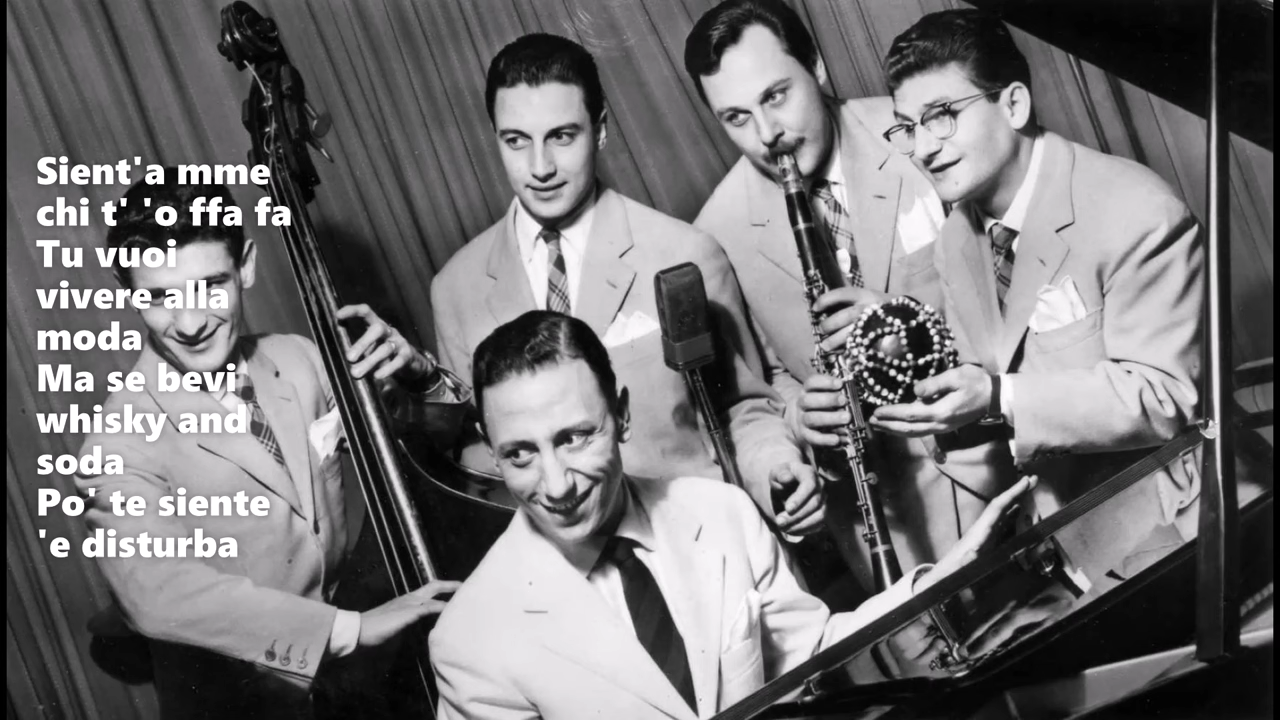 Sient'a mme
chi t' 'o ffa fa
Tu vuoi
vivere alla
moda
Ma se bevi
whisky and
soda
Po' te siente
'e disturba